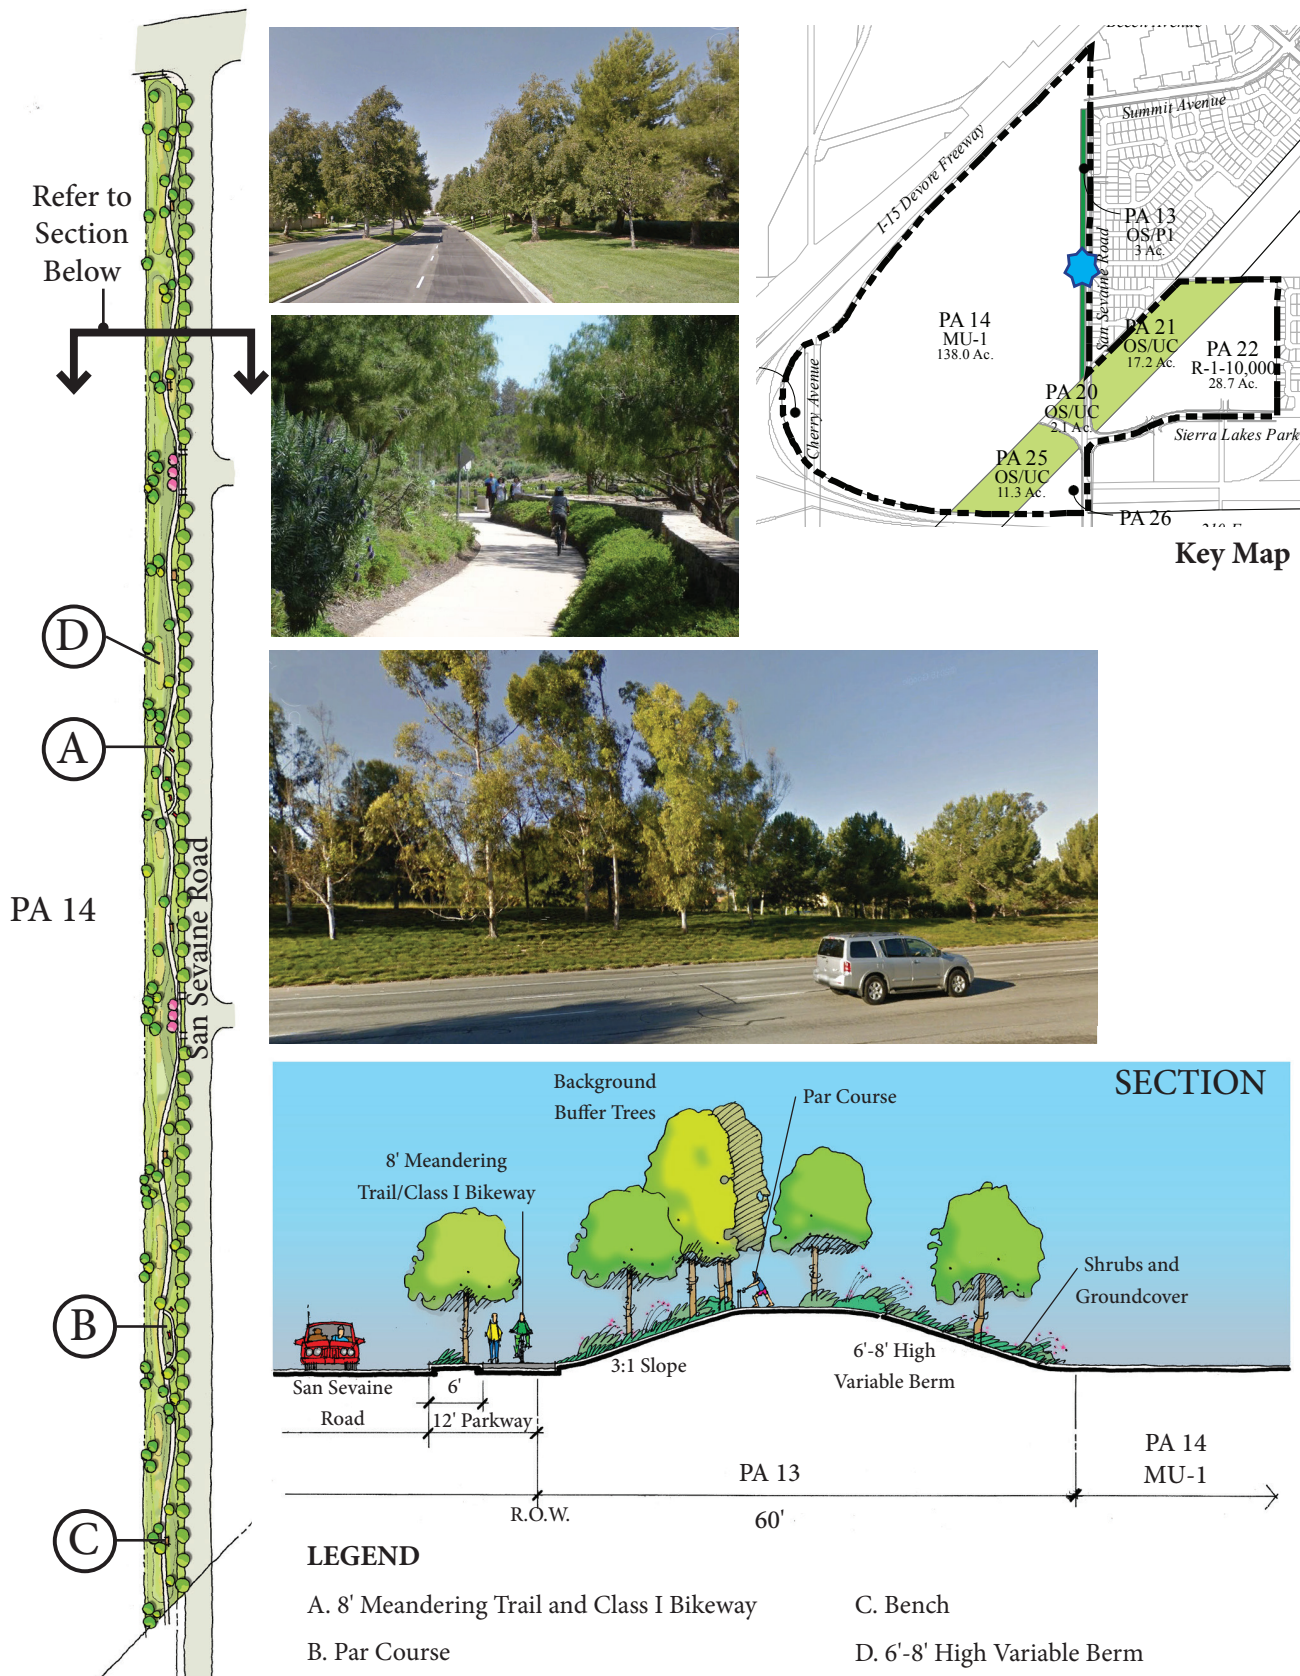 Refer to
Section
Below
D
A
PA 14
San Sevaine Road
B
C
Summit Avenue
I-15 Devore Freeway
PA 13
OS/P1
3 Ac.
San Sevaine Road
PA 14
MU-1
138.0 Ac.
PA 21
OS/UC
17.2 Ac.
PA 22
R-1-10,000
28.7 Ac.
Cherry Avenue
PA 20
OS/UC
2.1 Ac.
Sierra Lakes Park
PA 25
OS/UC
11.3 Ac.
PA 26
Key Map
SECTION
Background
Buffer Trees
Par Course
8' Meandering
Trail/Class I Bikeway
Shrubs and
Groundcover
3:1 Slope
6'-8' High
Variable Berm
San Sevaine
Road
6'
12' Parkway
PA 13
PA 14
MU-1
R.O.W.
60'
LEGEND
A. 8' Meandering Trail and Class I Bikeway
B. Par Course
C. Bench
D. 6'-8' High Variable Berm